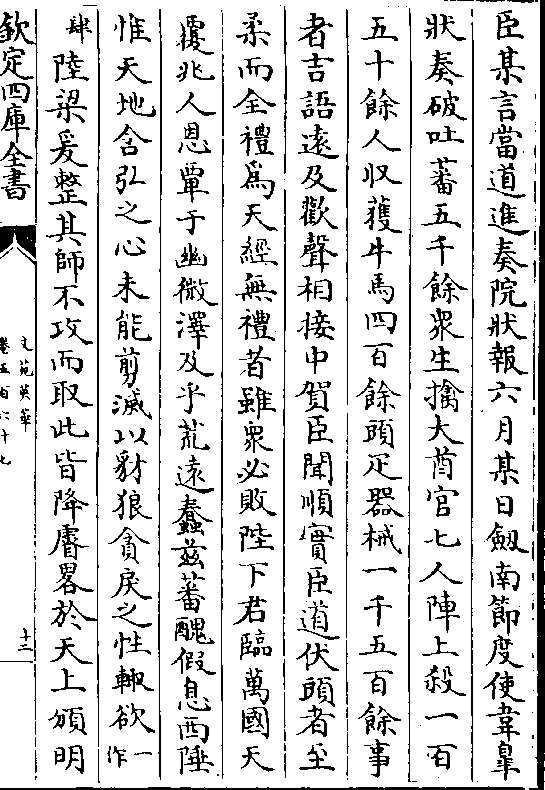 臣某言當道進奏院狀報六月某日劒南節度使韋臯
狀奏破吐蕃五千餘衆生擒大酋官七人陣上殺一百
五十餘人収獲牛馬四百餘頭疋器械一千五百餘事
者吉語遠及歡聲相接中賀臣聞順實臣道伏頭者至
柔而全禮爲天經無禮者雖衆必敗陛下君臨萬國天
覆兆人恩覃于幽微澤及乎荒遠蠢兹蕃醜假息西陲
惟天地含弘之心未能剪滅以豺狼貪戾之性輙欲一作
肆陸梁爰整其師不攻而取此皆降睿畧於天上頒明
欽定四庫全書
文苑英華
卷五百六十七
十三